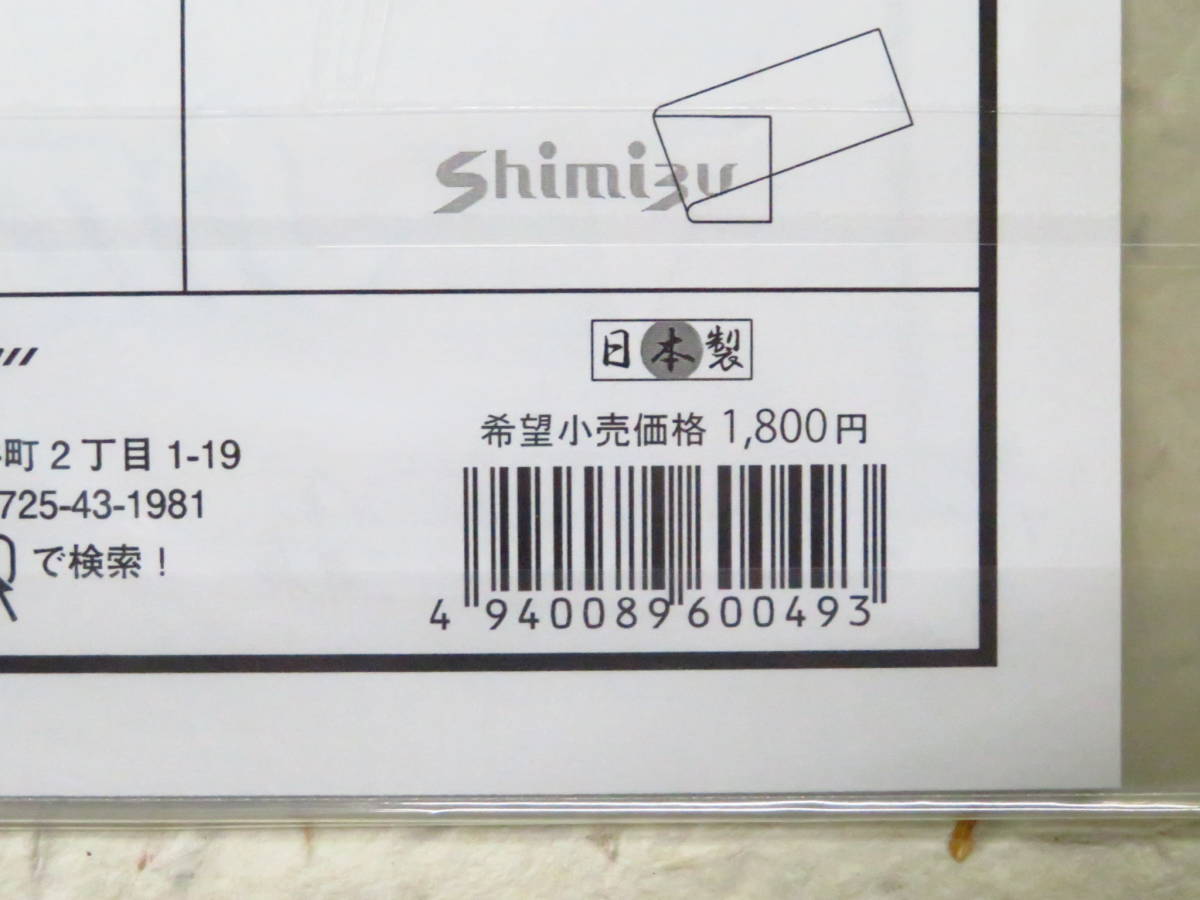 Shimizu
日本製
希望小売価格 1,800円
町2丁目1-19
725-43-1981
で検索！
4 940089 600493